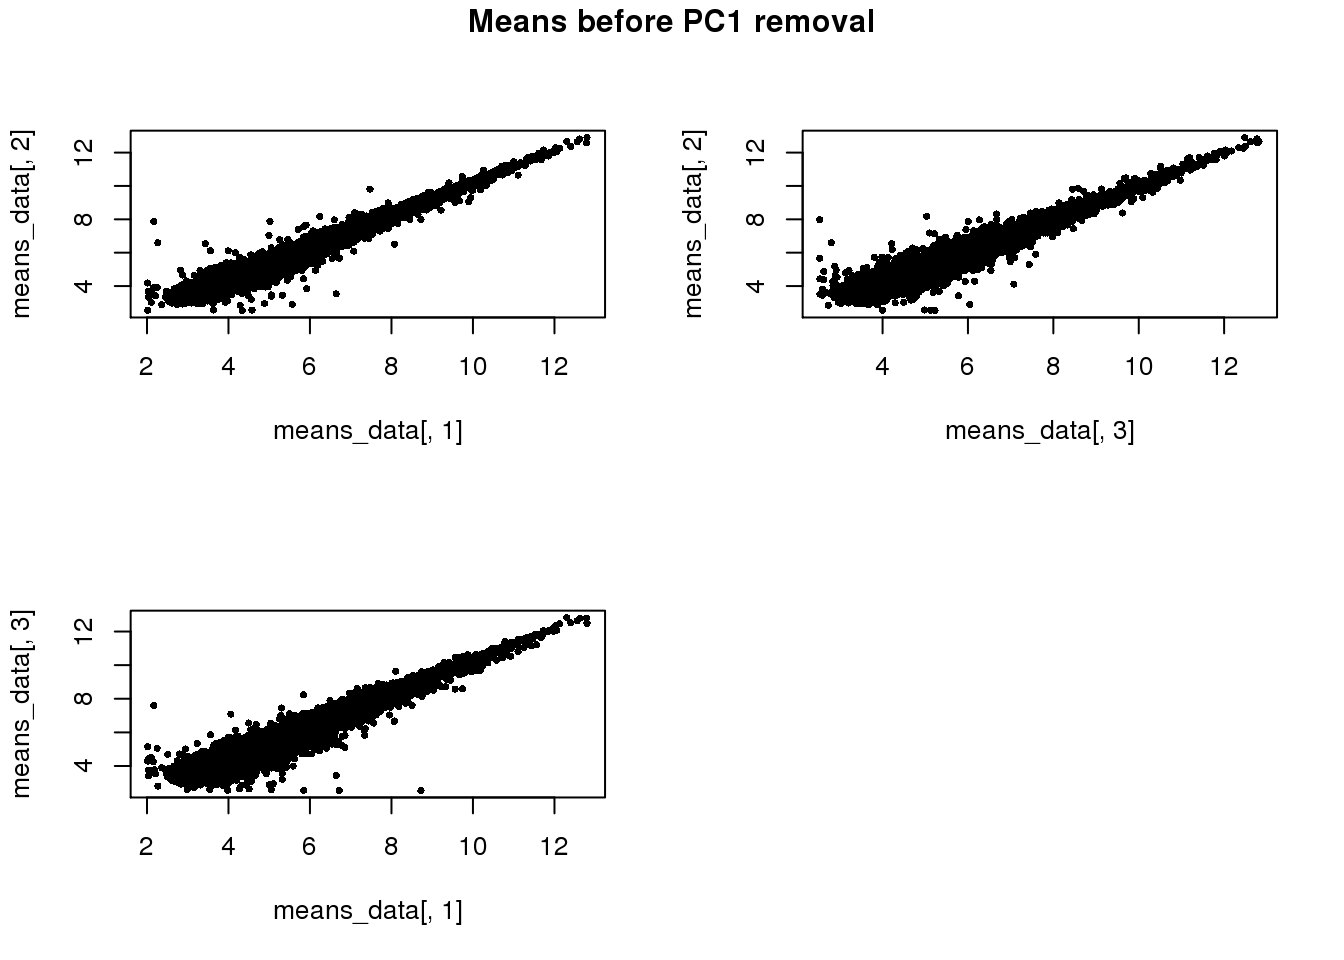 Means before PC1 removal
means_data[, 2]
12
8
4
2 4 6 8 10 12
means_data[, 1]
means_data[, 2]
12
8
4
4 6 8 10 12
means_data[, 3]
means_data[, 3]
12
8
4
2 4 6 8 10 12
means_data[, 1]